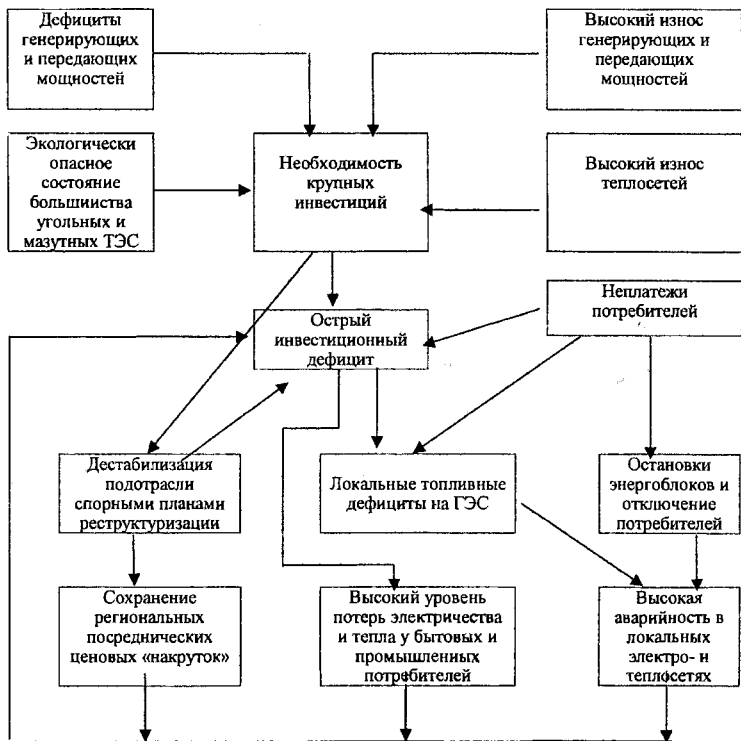 Дефициты
генерирующих
и передающих
мощностей
Высокий износ
генерирующих и
передающих
мощностей
Экологически
опасное
состояние
большииства
угольных и
мазутных ТЭС
Необходимость
крупных
инвестиций
Высокий износ
теплосетей
Острый
инвестиционный
дефицит
Неплатежи
потребителей
Дестабилизация
подотрасли
спорными планами
реструктуризации
Локальные топливные
дефициты на ГЭС
Остановки
энергоблоков и
отключение
потребителей
Сохранение
региональных
посреднических
ценовых «накруток»
Высокий уровень
потерь электричества
и тепла у бытовых и
промышленных
потребителей
Высокая
аварийность в
локальных
электро- и
теплосетях